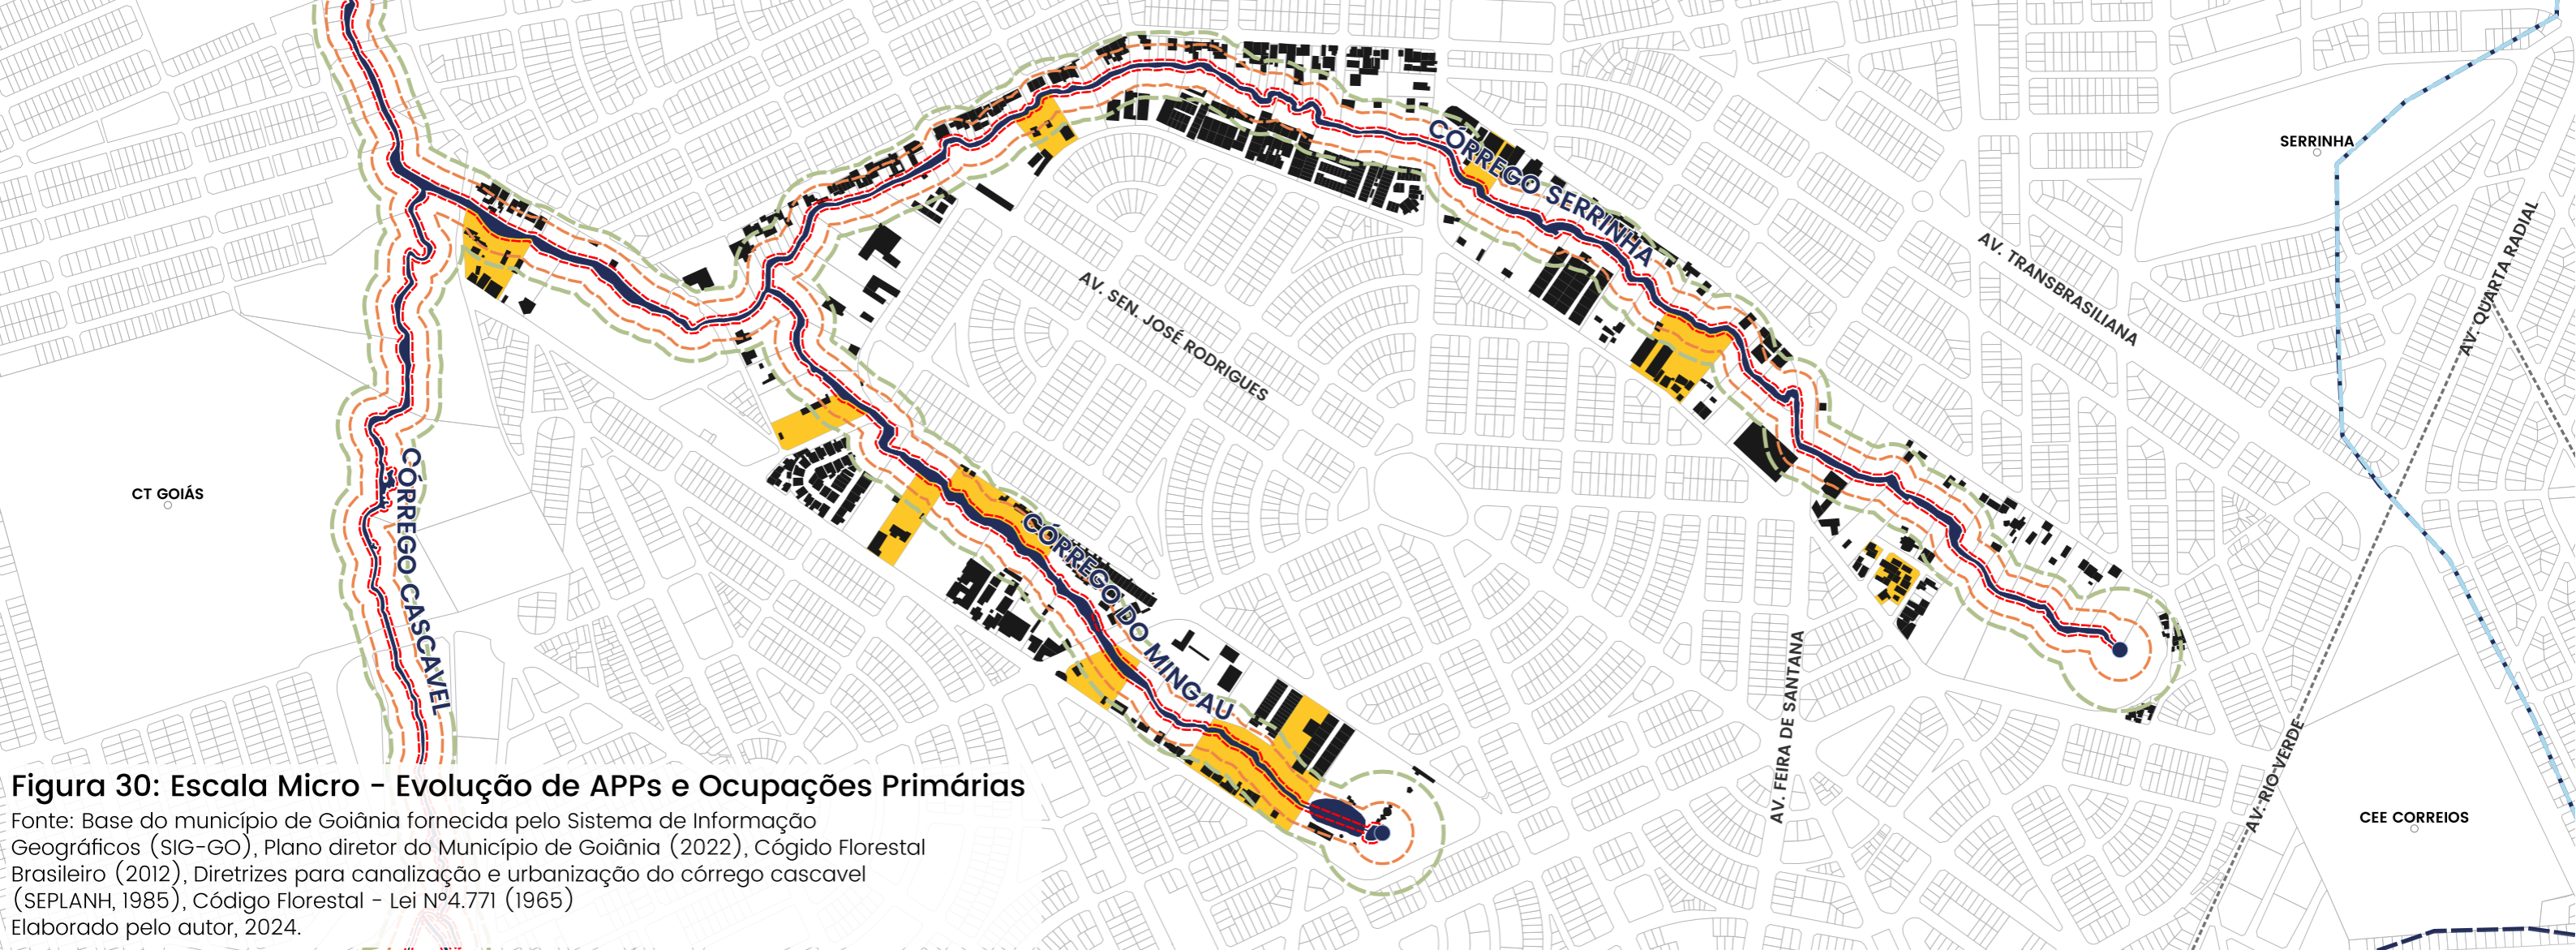 CÓRREGO SERRINHA
SERRINHA
AV. QUARTA RADIAL
AV. TRANSBRASILIANA
AV. SEN. JOSÉ RODRIGUES
CT GOIÁS
CÓRREGO CASCAVEL
CÓRREGO DO MINGAU
AV. FEIRA DE SANTANA
AV. RIO VERDE
CEE CORREIOS
Figura 30: Escala Micro - Evolução de APPs e Ocupações Primárias
Fonte: Base do município de Goiânia fornecida pelo Sistema de Informação
Geográficos (SIG-GO), Plano diretor do Município de Goiânia (2022), Cógido Florestal
Brasileiro (2012), Diretrizes para canalização e urbanização do córrego cascavel
(SEPLANH, 1985), Código Florestal - Lei Nº4.771 (1965)
Elaborado pelo autor, 2024.